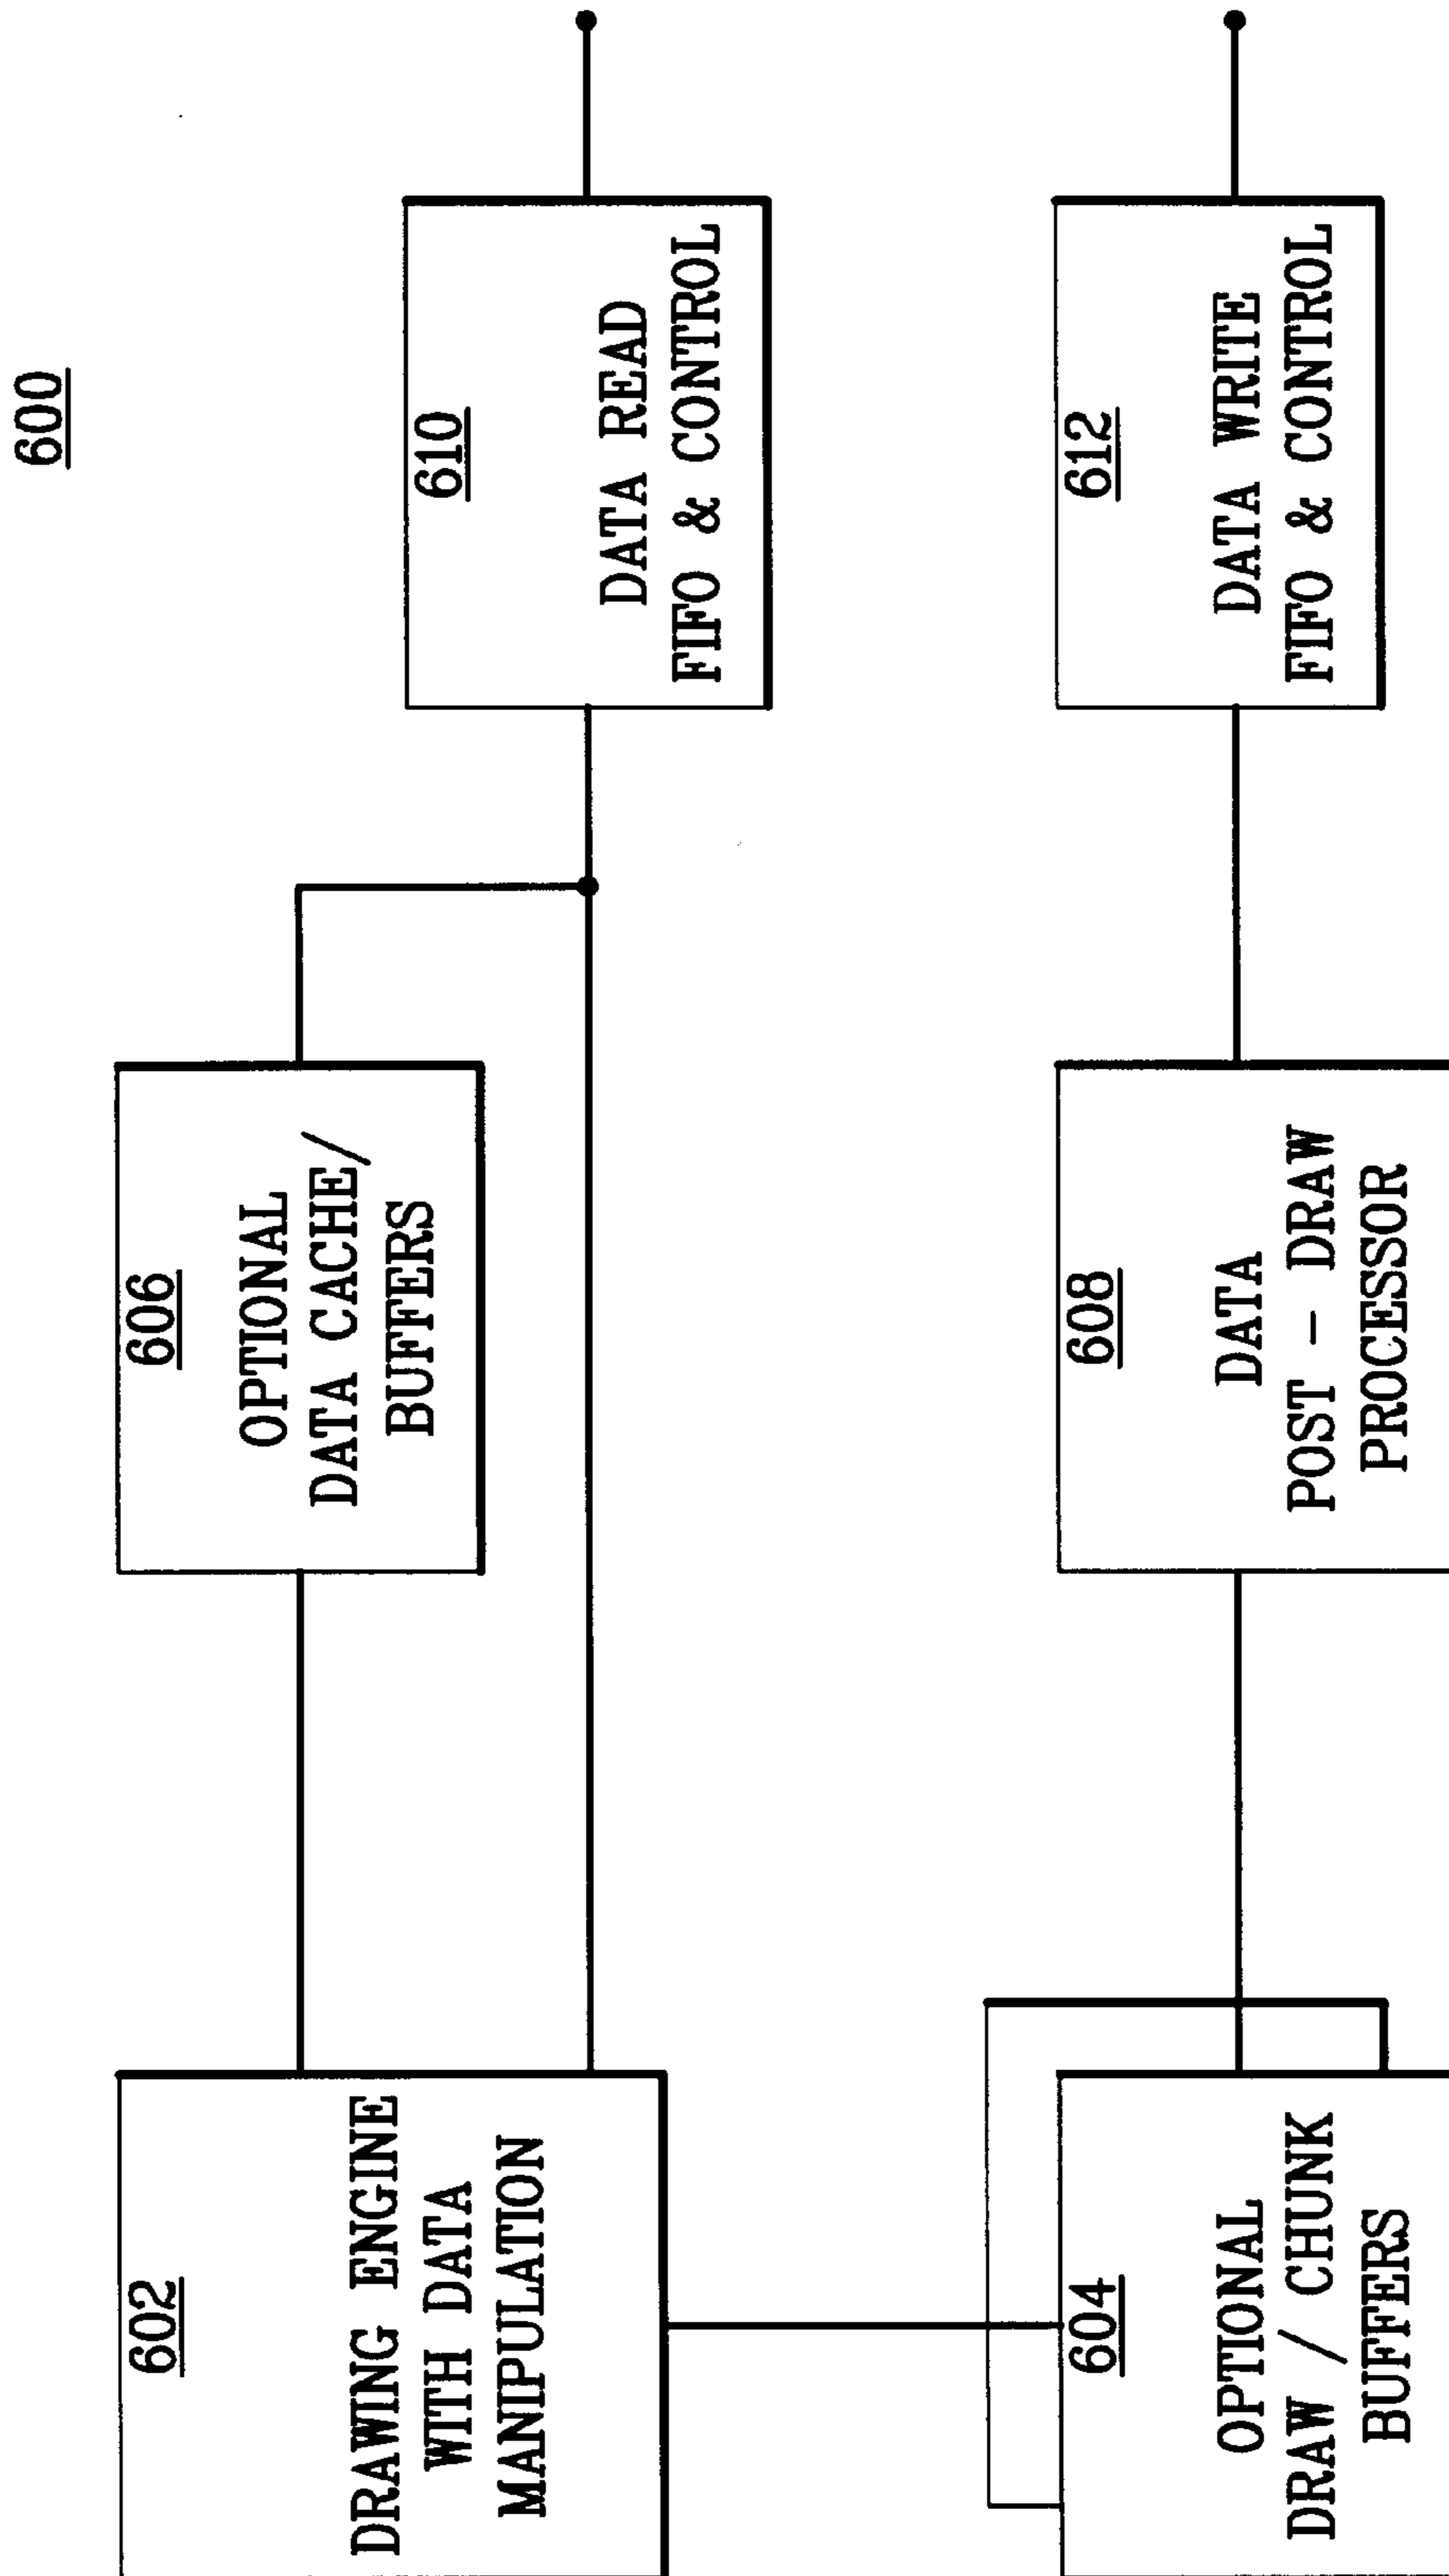 600
602
DRAWING ENGINE
WITH DATA
MANIPULATION
606
OPTIONAL
DATA CACHE/
BUFFERS
610
DATA READ
FIFO & CONTROL
604
OPTIONAL
DRAW / CHUNK
BUFFERS
608
DATA
POST - DRAW
PROCESSOR
612
DATA WRITE
FIFO & CONTROL